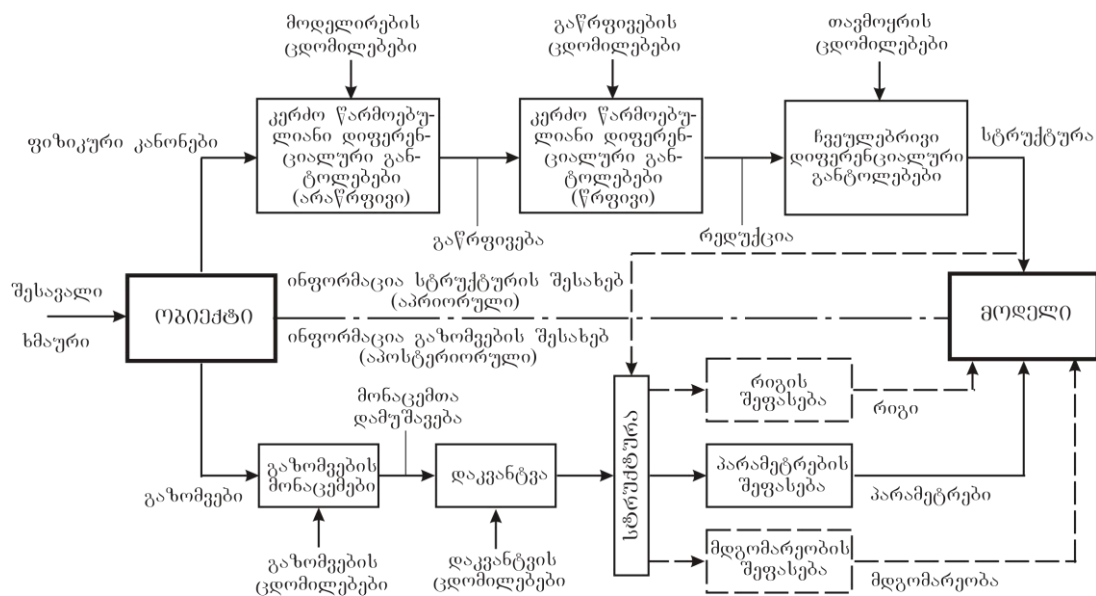 მოდელირების
ცდომილებები
გაწრფივების
ცდომილებები
თავმოყრის
ცდომილებები
ფიზიკური კანონები
კერძო წარმოებუ-
ლიანი დიფერენ-
ციალური გან-
ტოლებები
(არაწრფივი)
კერძო წარმოებუ-
ლიანი დიფერენ-
ციალური გან-
ტოლებები
(წრფივი)
ჩვეულებრივი
დიფერენციალური
განტოლებები
სტრუქტურა
გაწრფივება
რედუქცია
შესავალი
ხმაური
ობიექტი
ინფორმაცია სტრუქტურის შესახებ
(აპრიორული)
ინფორმაცია გაზომვების შესახებ
(აპოსტერიორული)
მოდელი
მონაცემთა
დამუშავება
გაზომვები
გაზომვების
მონაცემები
დაკვანტვა
სტრუქტურა
რიგის
შეფასება
რიგი
პარამეტრების
შეფასება
პარამეტრები
მდგომარეობის
შეფასება
მდგომარეობა
გაზომვების
ცდომილებები
დაკვანტვის
ცდომილებები